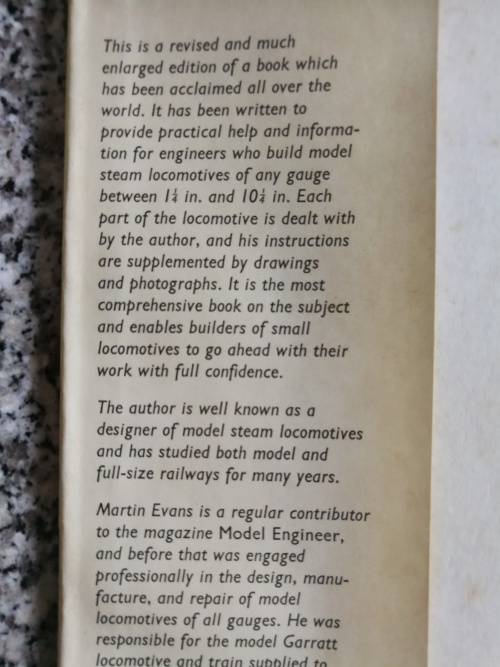 This is a revised and much
enlarged edition of a book which
has been acclaimed all over the
world. It has been written to
provide practical help and informa-
tion for engineers who build model
steam locomotives of any gauge
between 1¼ in. and 10¼ in. Each
part of the locomotive is dealt with
by the author, and his instructions
are supplemented by drawings
and photographs. It is the most
comprehensive book on the subject
and enables builders of small
locomotives to go ahead with their
work with full confidence.
The author is well known as a
designer of model steam locomotives
and has studied both model and
full-size railways for many years.
Martin Evans is a regular contributor
to the magazine Model Engineer,
and before that was engaged
professionally in the design, manu-
facture, and repair of model
locomotives of all gauges. He was
responsible for the model Garratt
locomotive and train supplied to